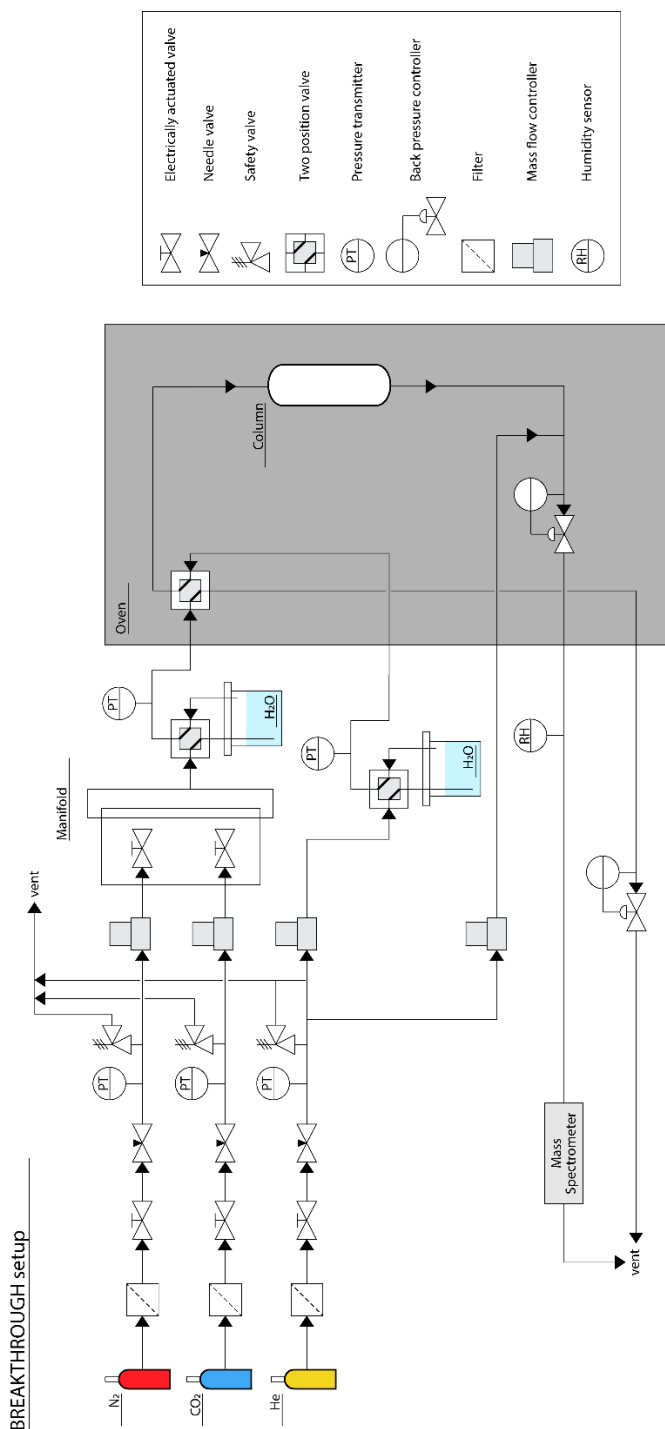 BREAKTHROUGH setup
N₂
CO₂
He
PT
PT
PT
vent
Manifold
PT
H₂O
PT
H₂O
Oven
Column
RH
Mass
Spectrometer
vent
Electrically actuated valve
Needle valve
Safety valve
Two position valve
PT
Pressure transmitter
Back pressure controller
Filter
Mass flow controller
RH
Humidity sensor